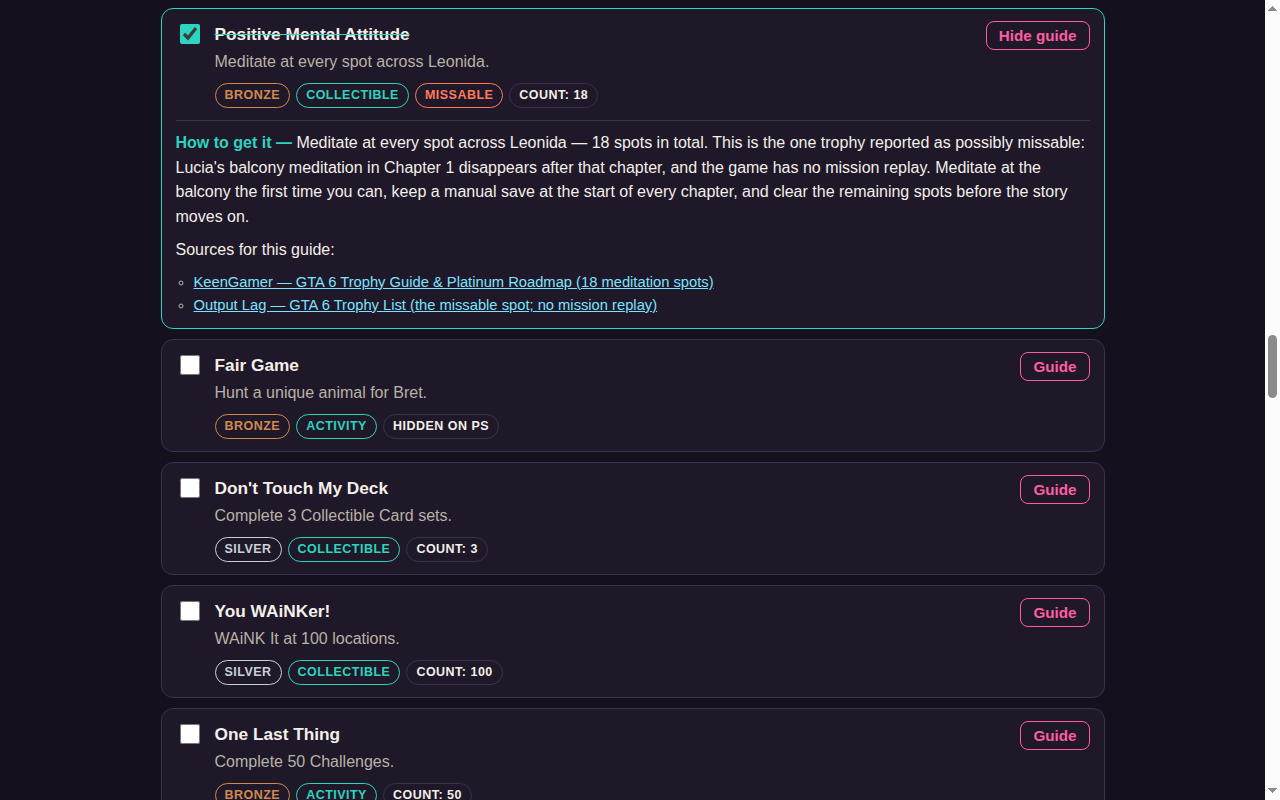 Positive Mental Attitude
Hide guide
Meditate at every spot across Leonida.
BRONZE COLLECTIBLE MISSABLE COUNT: 18
How to get it — Meditate at every spot across Leonida — 18 spots in total. This is the one trophy reported as possibly missable:
Lucia's balcony meditation in Chapter 1 disappears after that chapter, and the game has no mission replay. Meditate at the
balcony the first time you can, keep a manual save at the start of every chapter, and clear the remaining spots before the story
moves on.
Sources for this guide:
KeenGamer — GTA 6 Trophy Guide & Platinum Roadmap (18 meditation spots)
Output Lag — GTA 6 Trophy List (the missable spot; no mission replay)
Fair Game
Guide
Hunt a unique animal for Bret.
BRONZE ACTIVITY HIDDEN ON PS
Don't Touch My Deck
Guide
Complete 3 Collectible Card sets.
SILVER COLLECTIBLE COUNT: 3
You WAiNKer!
Guide
WAiNK It at 100 locations.
SILVER COLLECTIBLE COUNT: 100
One Last Thing
Guide
Complete 50 Challenges.
BRONZE ACTIVITY COUNT: 50